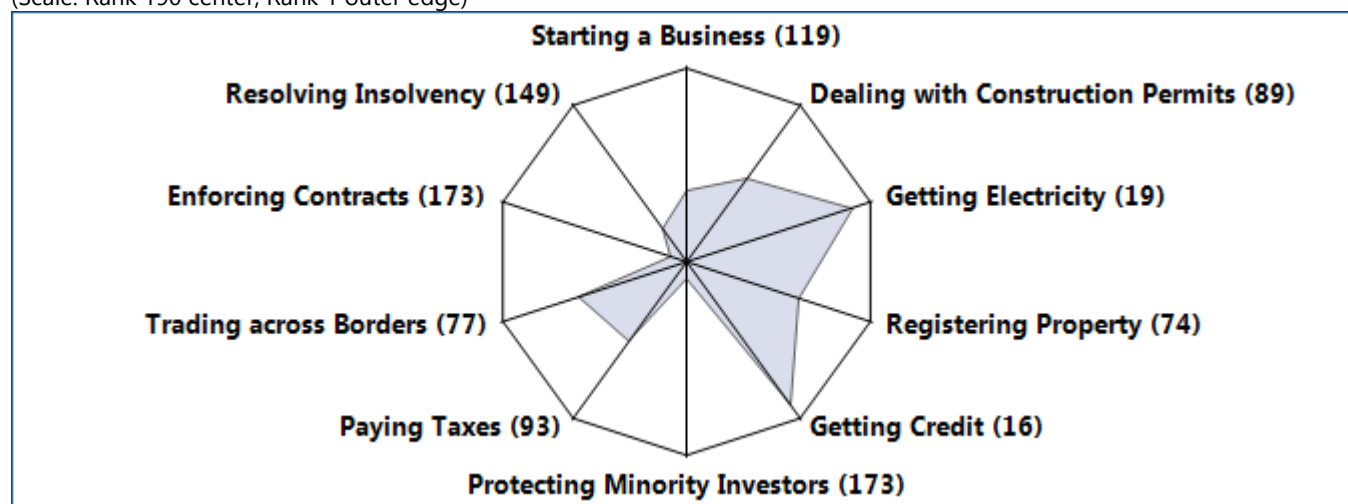 (Scale: Rank 190 center, Rank 1 outer edge)
Starting a Business (119)
Resolving Insolvency (149)
Dealing with Construction Permits (89)
Enforcing Contracts (173)
Getting Electricity (19)
Trading across Borders (77)
Registering Property (74)
Paying Taxes (93)
Getting Credit (16)
Protecting Minority Investors (173)